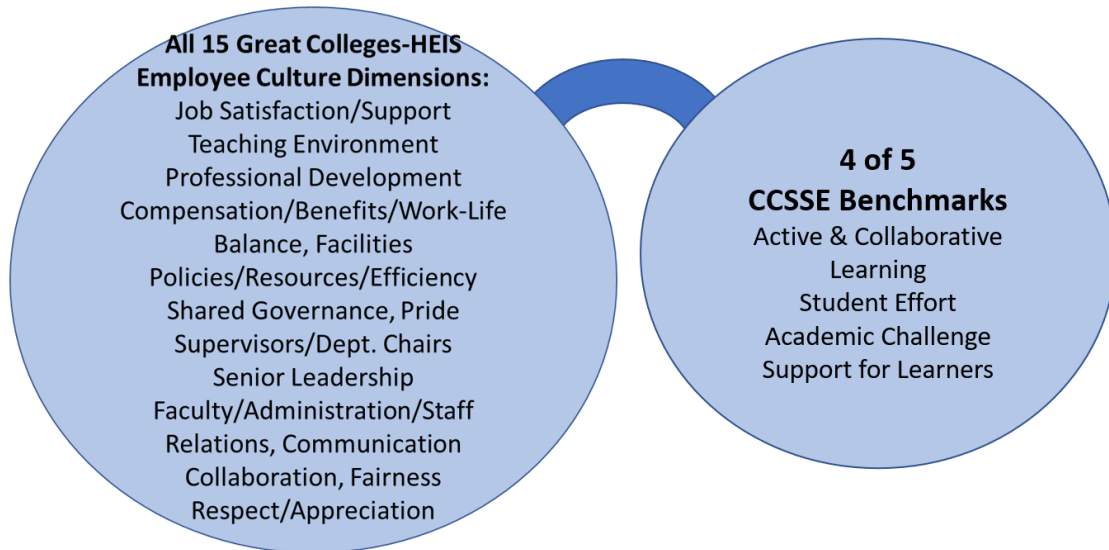 All 15 Great Colleges-HEIS
Employee Culture Dimensions:
Job Satisfaction/Support
Teaching Environment
Professional Development
Compensation/Benefits/Work-Life
Balance, Facilities
Policies/Resources/Efficiency
Shared Governance, Pride
Supervisors/Dept. Chairs
Senior Leadership
Faculty/Administration/Staff
Relations, Communication
Collaboration, Fairness
Respect/Appreciation
4 of 5
CCSSE Benchmarks
Active & Collaborative
Learning
Student Effort
Academic Challenge
Support for Learners